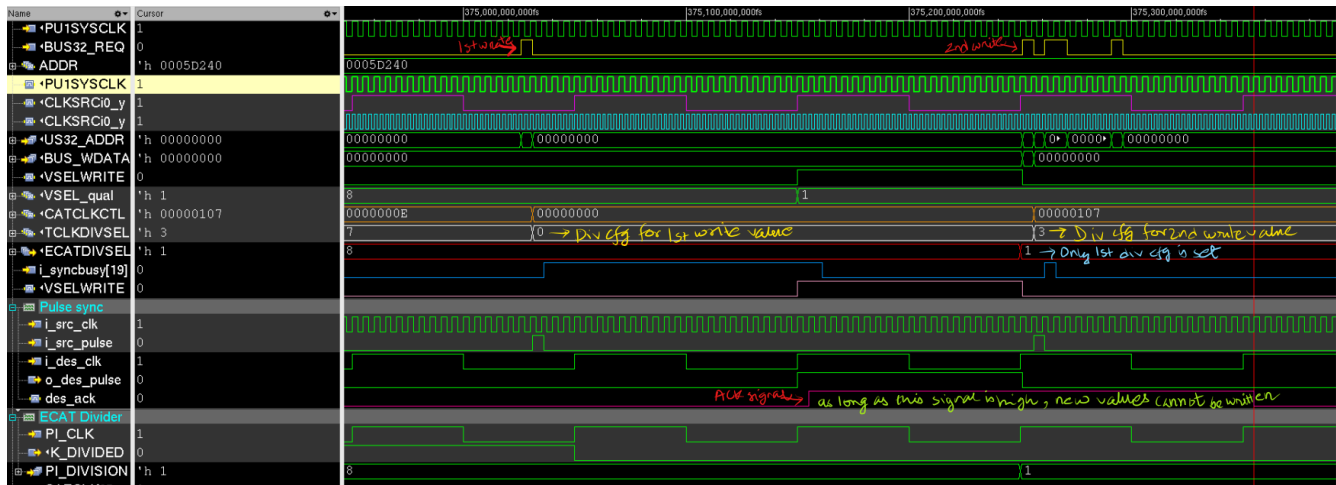 Name Cursor 375,000,000,000fs 375,100,000,000fs 375,200,000,000fs 375,300,000,000fs
PU1SYSCLK 1
BUS32_REQ 0 1st write 2nd write
ADDR 'h 0005D240 0005D240
PU1SYSCLK 1
CLKSRCi0_y 1
CLKSRCi0_y 1
US32_ADDR 'h 00000000 00000000 00000000 0 0000 00000000
BUS_WDATA 'h 00000000 00000000 00000000
VSELWRITE 0
VSEL_qual 'h 1 8 1
CATCLKCTL 'h 00000107 0000000E 00000000 00000107
TCLKDIVSEL 'h 3 7 0 → Div cfg for 1st write value 3 → Div cfg for 2nd write value
ECATDIVSEL 'h 1 8 1 → Only 1st div cfg is set
i_syncbusy[19] 0
VSELWRITE 0
Pulse sync
i_src_clk 1
i_src_pulse 0
i_des_clk 1
o_des_pulse 0
des_ack 0 ACK signal as long as this signal is high, new values cannot be written
ECAT Divider
PI_CLK 1
K_DIVIDED 0
PI_DIVISION 'h 1 8 1